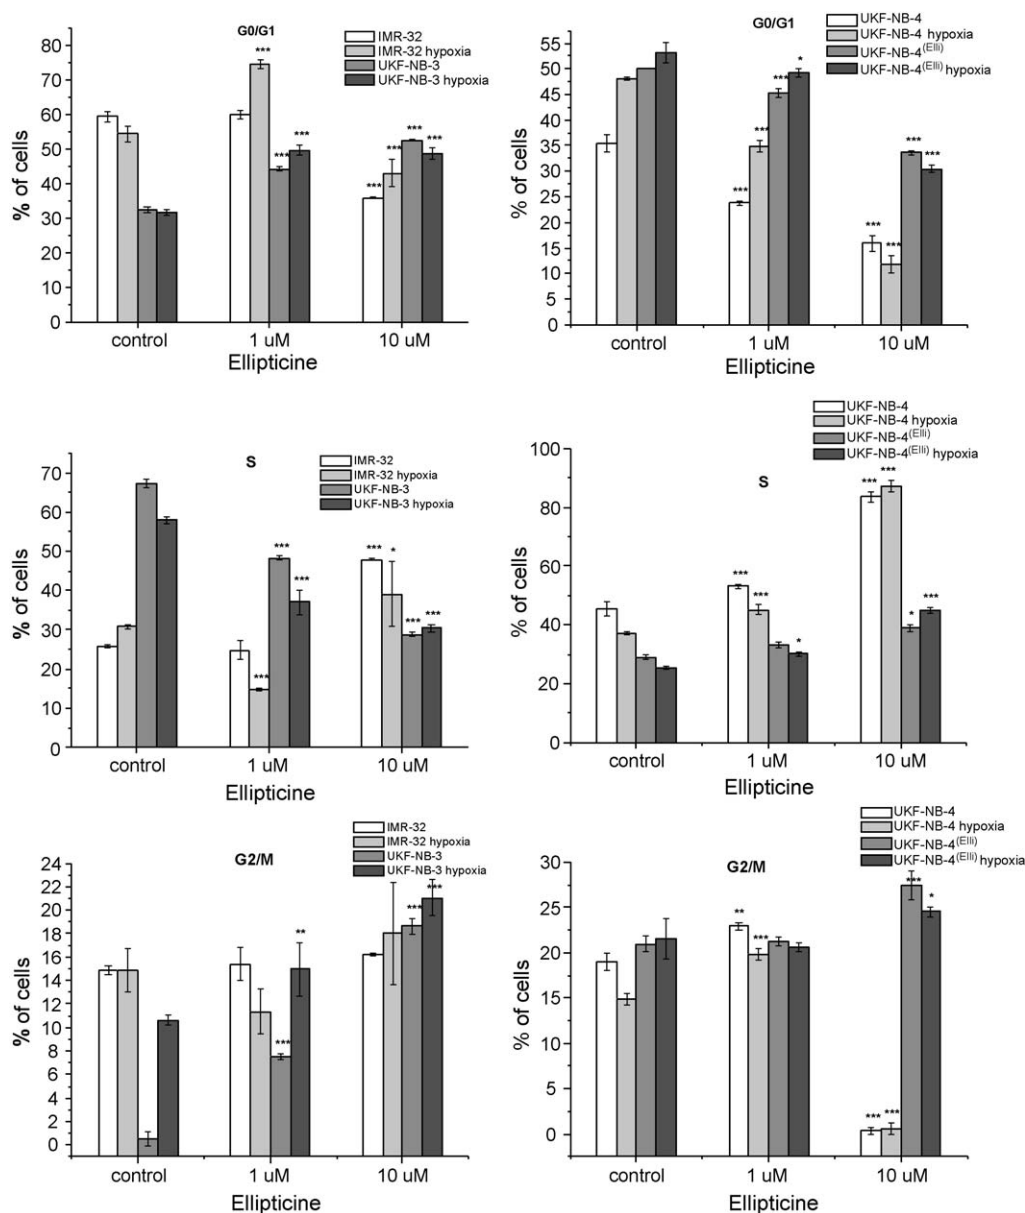 G0/G1
IMR-32
IMR-32 hypoxia
UKF-NB-3
UKF-NB-3 hypoxia
% of cells
80
70
60
50
40
30
20
10
0
***
*** ***
*** *** *** ***
control 1 uM 10 uM
Ellipticine
G0/G1
UKF-NB-4
UKF-NB-4 hypoxia
UKF-NB-4(Elli)
UKF-NB-4(Elli) hypoxia
% of cells
55
50
45
40
35
30
25
20
15
10
5
0
*** *** *** *
*** *** *** ***
control 1 uM 10 uM
Ellipticine
S
IMR-32
IMR-32 hypoxia
UKF-NB-3
UKF-NB-3 hypoxia
% of cells
70
60
50
40
30
20
10
0
*** *** ***
*** * *** ***
control 1 uM 10 uM
Ellipticine
S
UKF-NB-4
UKF-NB-4 hypoxia
UKF-NB-4(Elli)
UKF-NB-4(Elli) hypoxia
% of cells
100
80
60
40
20
0
*** *** *
*** *** * ***
control 1 uM 10 uM
Ellipticine
G2/M
IMR-32
IMR-32 hypoxia
UKF-NB-3
UKF-NB-3 hypoxia
% of cells
24
22
20
18
16
14
12
10
8
6
4
2
0
*** **
*** ***
control 1 uM 10 uM
Ellipticine
G2/M
UKF-NB-4
UKF-NB-4 hypoxia
UKF-NB-4(Elli)
UKF-NB-4(Elli) hypoxia
% of cells
30
25
20
15
10
5
0
** ***
*** *** *** *
control 1 uM 10 uM
Ellipticine